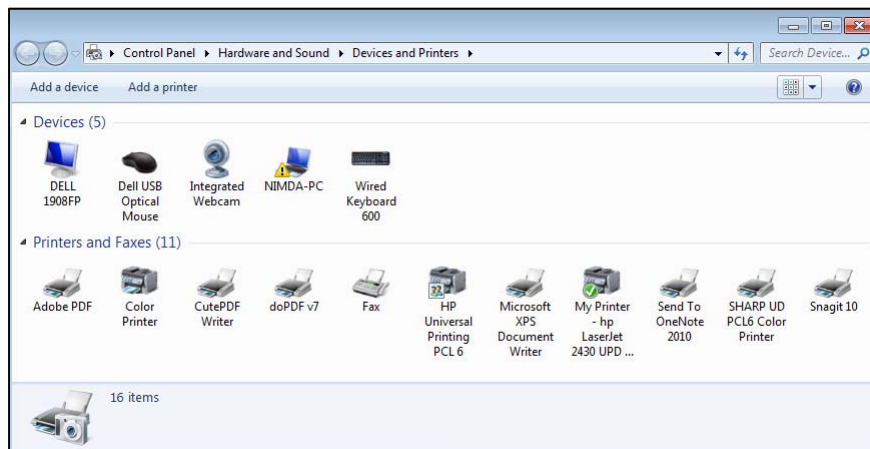 Control Panel ▸ Hardware and Sound ▸ Devices and Printers ▸
Search Device...
Add a device Add a printer
Devices (5)
DELL
1908FP
Dell USB
Optical
Mouse
Integrated
Webcam
NIMDA-PC
Wired
Keyboard
600
Printers and Faxes (11)
Adobe PDF
Color
Printer
CutePDF
Writer
doPDF v7
Fax
HP
Universal
Printing
PCL 6
Microsoft
XPS
Document
Writer
My Printer
- hp
LaserJet
2430 UPD ...
Send To
OneNote
2010
SHARP UD
PCL6 Color
Printer
Snagit 10
16 items